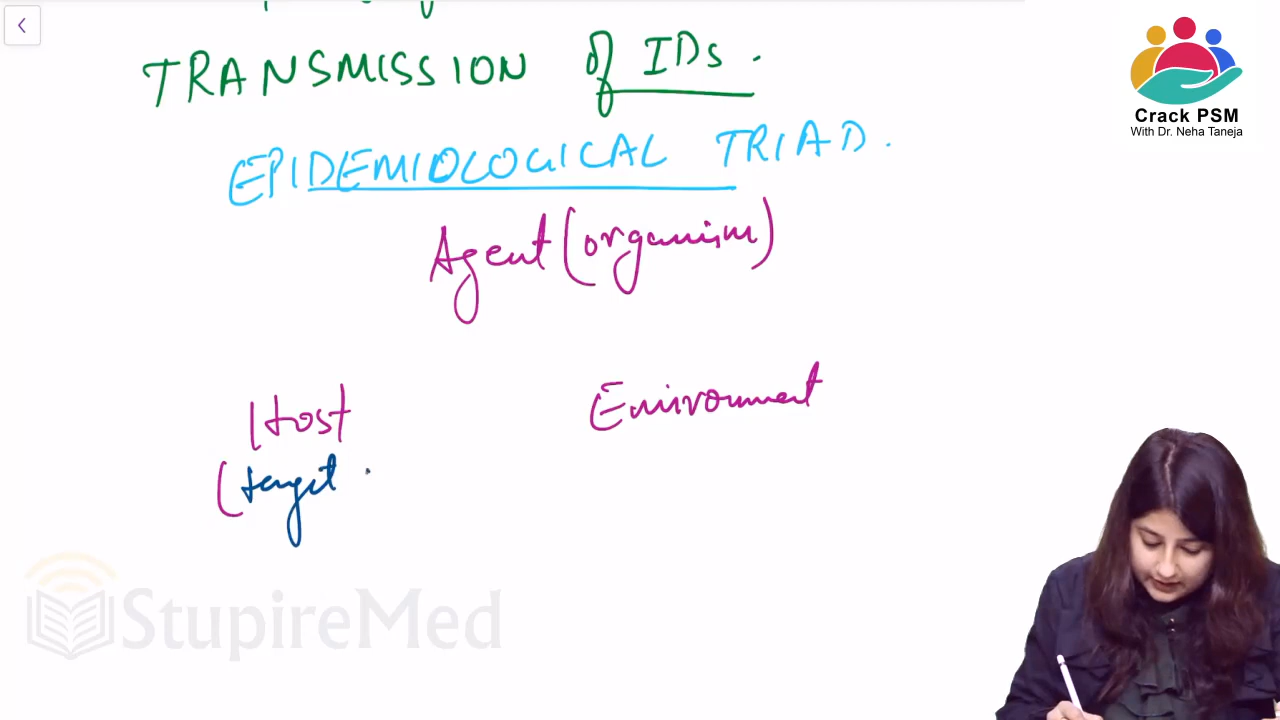 TRANSMISSION of IDs.
EPIDEMIOLOGICAL TRIAD.
Agent (organism)
Host
Environment
(target
Crack PSM
With Dr. Neha Taneja
StupireMed